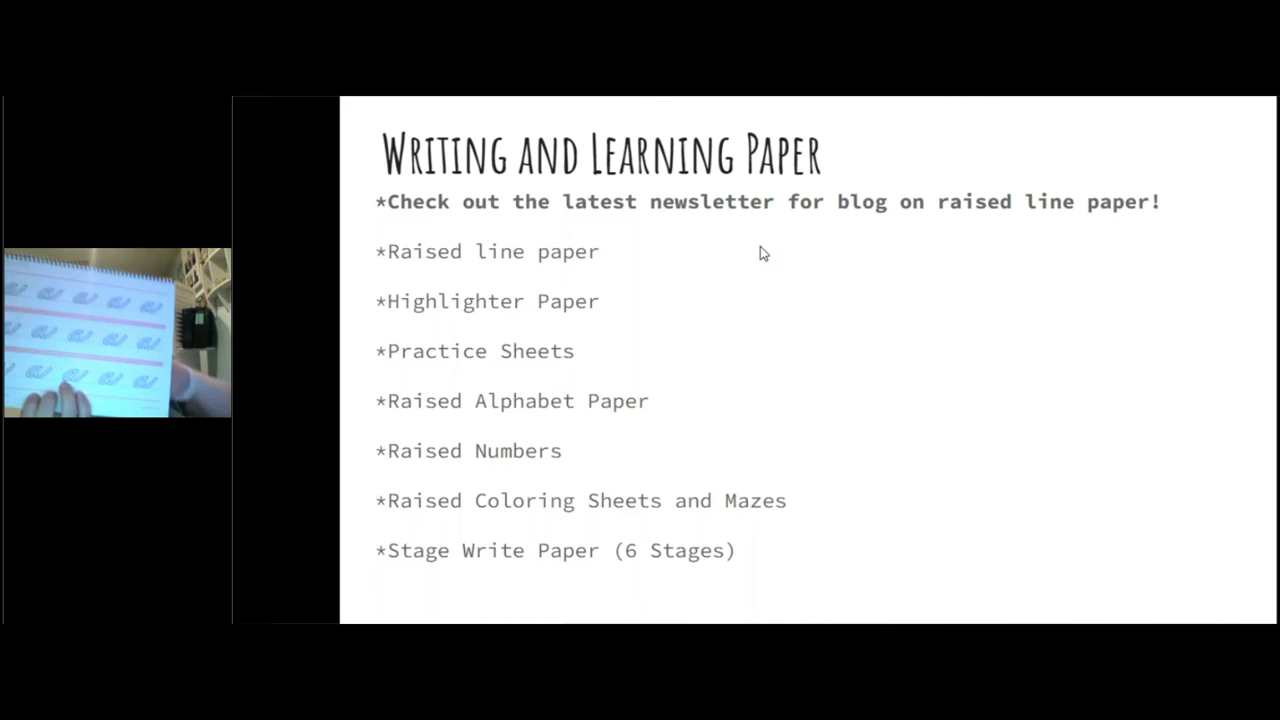 Writing and Learning Paper
*Check out the latest newsletter for blog on raised line paper!
*Raised line paper
*Highlighter Paper
*Practice Sheets
*Raised Alphabet Paper
*Raised Numbers
*Raised Coloring Sheets and Mazes
*Stage Write Paper (6 Stages)